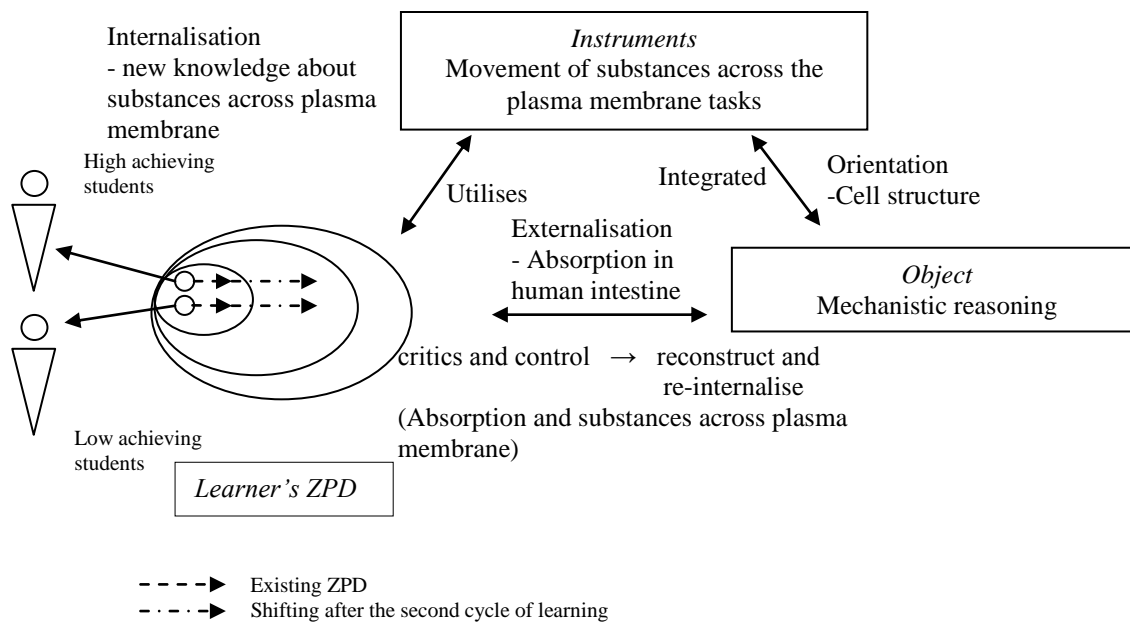 Internalisation
- new knowledge about
substances across plasma
membrane
High achieving
students
Instruments
Movement of substances across the
plasma membrane tasks
Utilises
Integrated
Orientation
-Cell structure
Externalisation
- Absorption in
human intestine
Object
Mechanistic reasoning
critics and control → reconstruct and
re-internalise
(Absorption and substances across plasma
membrane)
Low achieving
students
Learner's ZPD
Existing ZPD
Shifting after the second cycle of learning